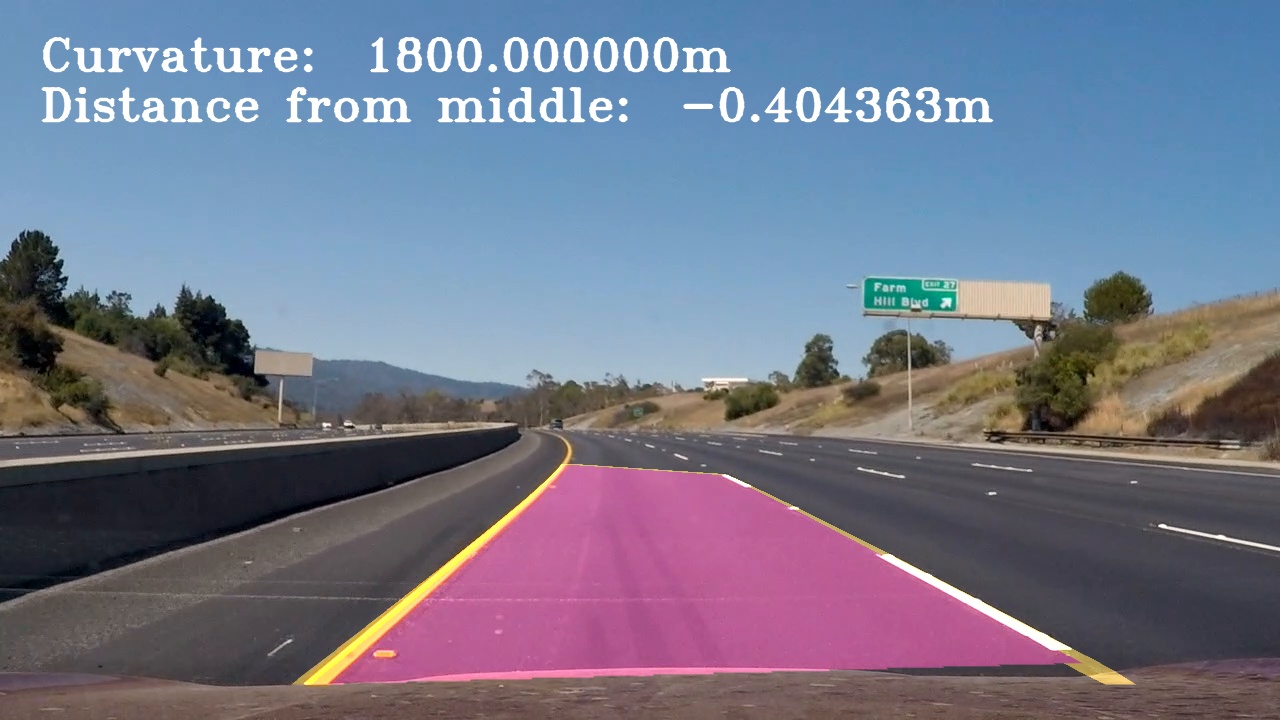 Curvature:  1800.000000m
Distance from middle:  −0.404363m
EXIT 27
Farm
Hill Blvd